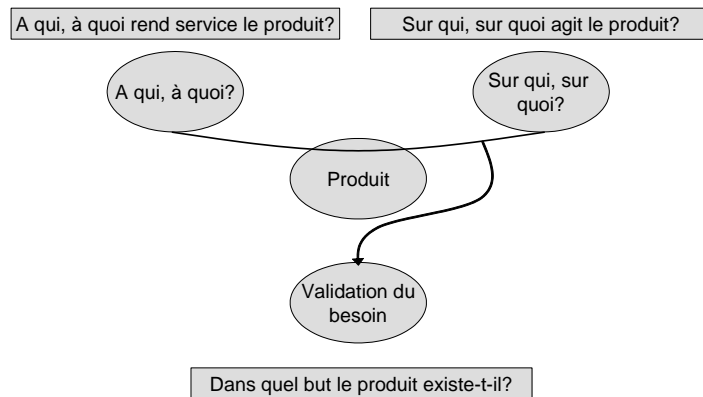 A qui, à quoi rend service le produit?
Sur qui, sur quoi agit le produit?
A qui, à quoi?
Sur qui, sur
quoi?
Produit
Validation du
besoin
Dans quel but le produit existe-t-il?